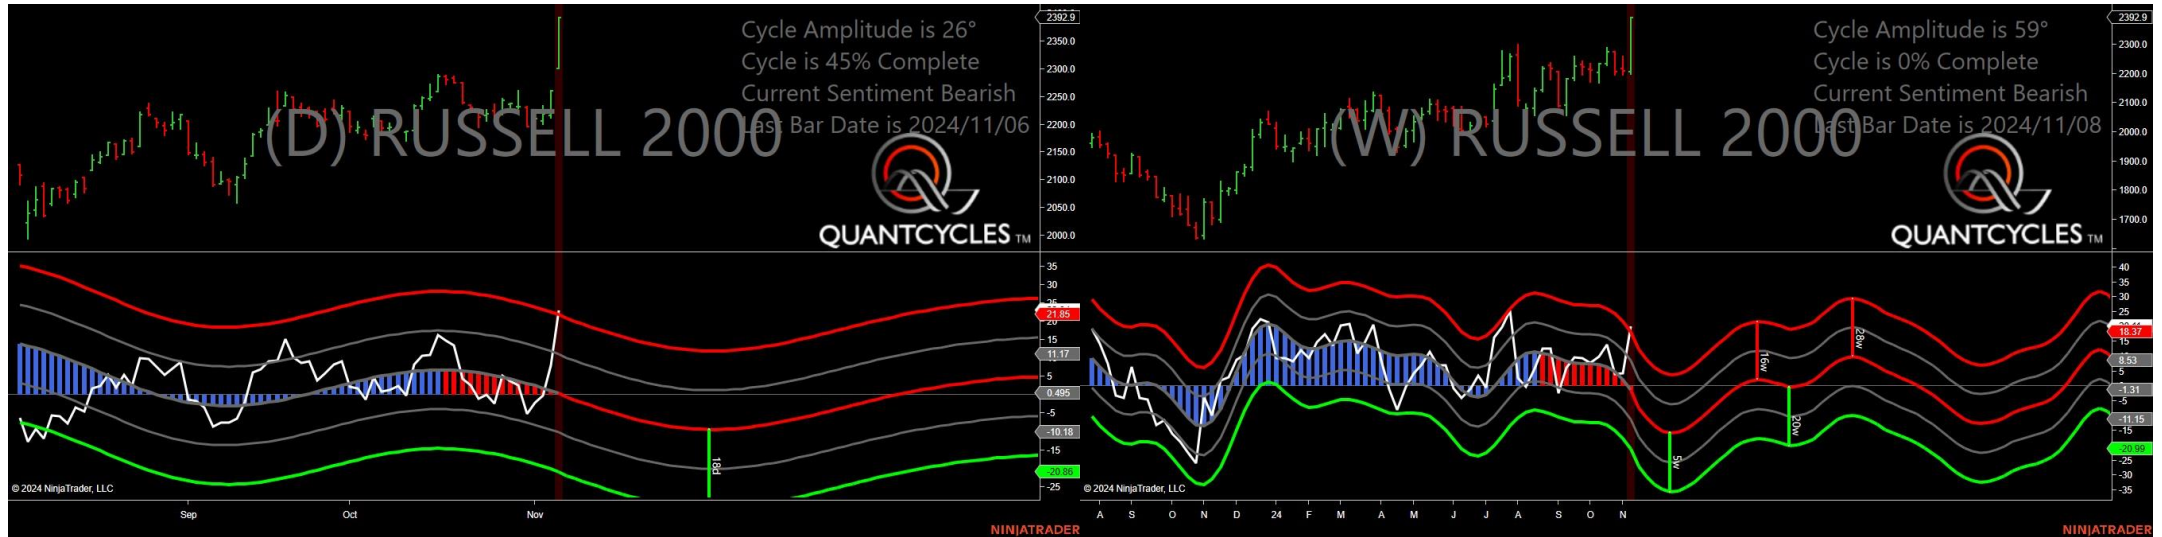 Cycle Amplitude is 26°
Cycle is 45% Complete
Current Sentiment Bearish
Last Bar Date is 2024/11/06
(D) RUSSELL 2000
QUANTCYCLES TM
2392.9
2350.0
2300.0
2250.0
2200.0
2150.0
2100.0
2050.0
2000.0
35
30
25
21.85
20
11.17
5
0.495
-5
-10.18
-15
-20.86
-25
18d
© 2024 NinjaTrader, LLC
Sep
Oct
Nov
NINJATRADER
Cycle Amplitude is 59°
Cycle is 0% Complete
Current Sentiment Bearish
Last Bar Date is 2024/11/08
(W) RUSSELL 2000
QUANTCYCLES TM
2392.9
2300.0
2200.0
2100.0
2000.0
1900.0
1800.0
1700.0
40
35
30
25
18.37
15
8.53
5
-1.31
-5
-11.15
-15
-20.99
-25
-30
-35
5w
16w
20w
28w
© 2024 NinjaTrader, LLC
A S O N D 24 F M A M J J A S O N
NINJATRADER